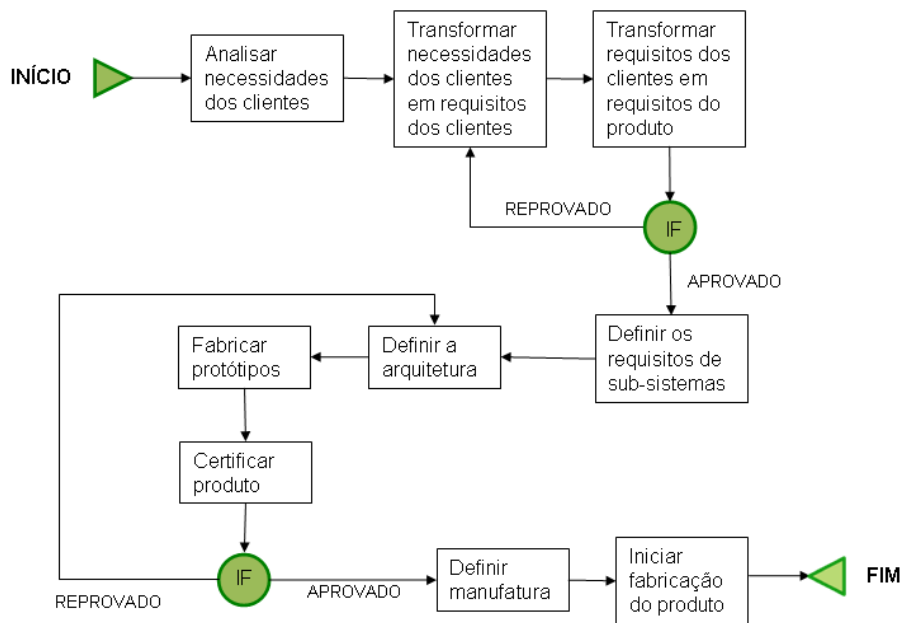 INÍCIO
Analisar
necessidades
dos clientes
Transformar
necessidades
dos clientes
em requisitos
dos clientes
Transformar
requisitos dos
clientes em
requisitos do
produto
REPROVADO
IF
APROVADO
Fabricar
protótipos
Definir a
arquitetura
Definir os
requisitos de
sub-sistemas
Certificar
produto
IF
REPROVADO
APROVADO
Definir
manufatura
Iniciar
fabricação
do produto
FIM